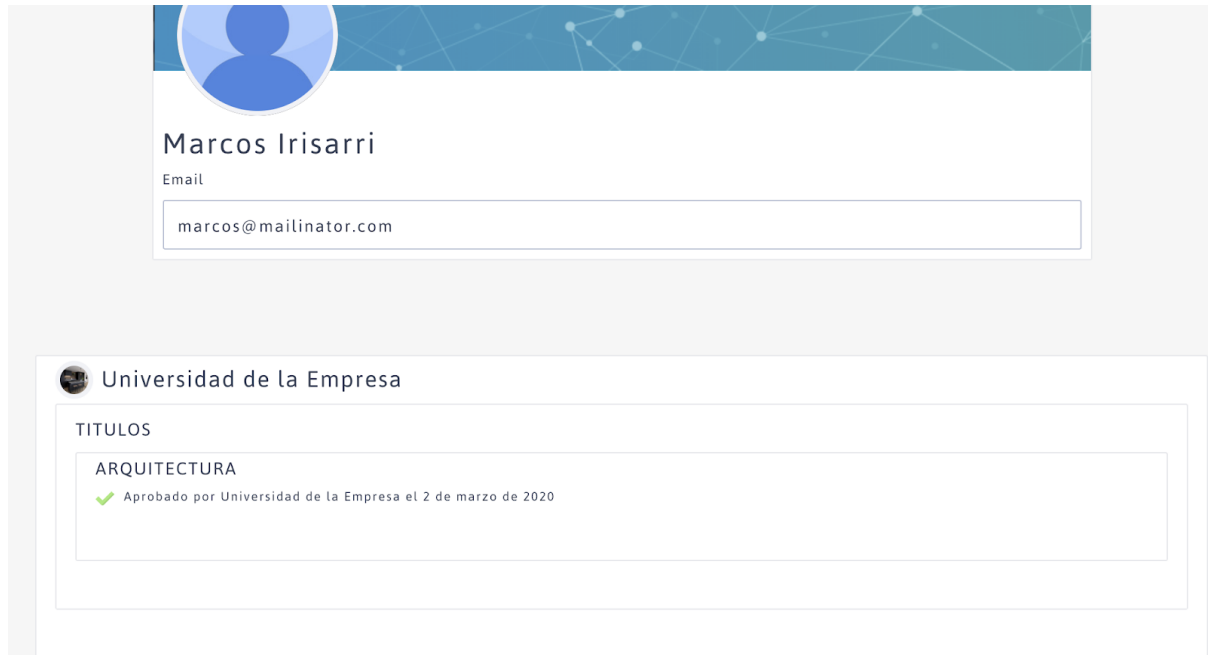 Marcos Irisarri
Email
marcos@mailinator.com
Universidad de la Empresa
TITULOS
ARQUITECTURA
Aprobado por Universidad de la Empresa el 2 de marzo de 2020